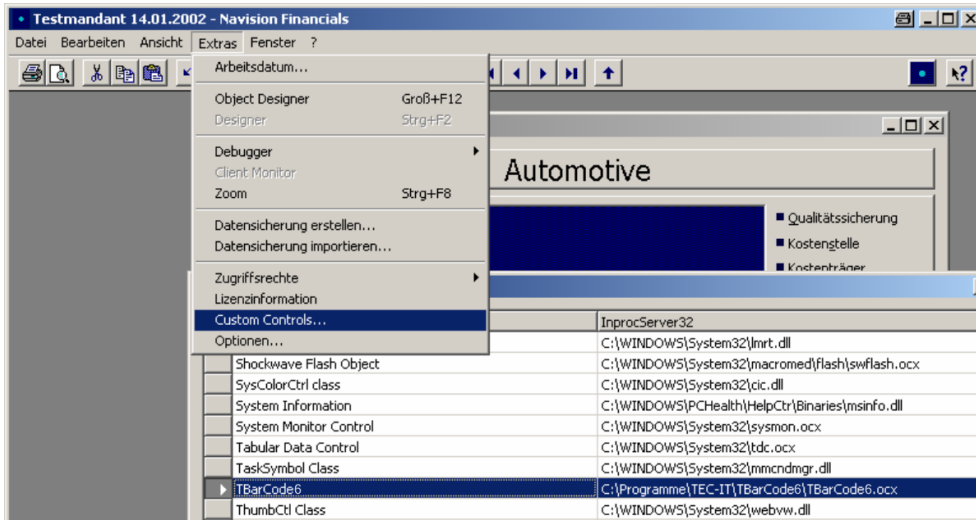 Testmandant 14.01.2002 - Navision Financials
Datei Bearbeiten Ansicht Extras Fenster ?
Arbeitsdatum...
Object Designer Groß+F12
Designer Strg+F2
Debugger
Client Monitor
Zoom Strg+F8
Datensicherung erstellen...
Datensicherung importieren...
Zugriffsrechte
Lizenzinformation
Custom Controls...
Optionen...
Automotive
Qualitätssicherung
Kostenstelle
Kostenträger
InprocServer32
C:\WINDOWS\System32\lmrt.dll
Shockwave Flash Object C:\WINDOWS\System32\macromed\flash\swflash.ocx
SysColorCtrl class C:\WINDOWS\System32\cic.dll
System Information C:\WINDOWS\PCHealth\HelpCtr\Binaries\msinfo.dll
System Monitor Control C:\WINDOWS\System32\sysmon.ocx
Tabular Data Control C:\WINDOWS\System32\tdc.ocx
TaskSymbol Class C:\WINDOWS\System32\mmcndmgr.dll
TBarCode6 C:\Programme\TEC-IT\TBarCode6\TBarCode6.ocx
ThumbCtl Class C:\WINDOWS\System32\webvw.dll